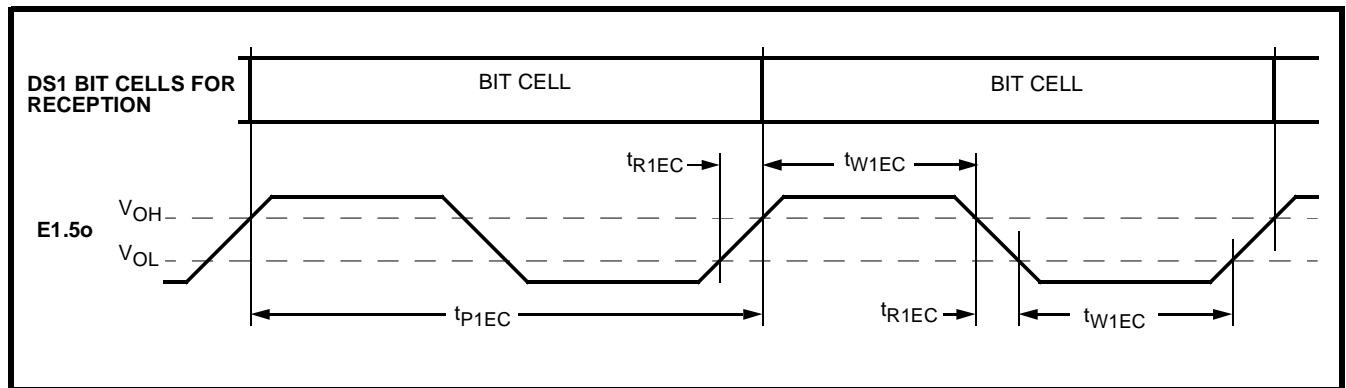 DS1 BIT CELLS FOR
RECEPTION
BIT CELL
BIT CELL
tR1EC
tW1EC
E1.5o
VOH
VOL
tP1EC
tR1EC
tW1EC